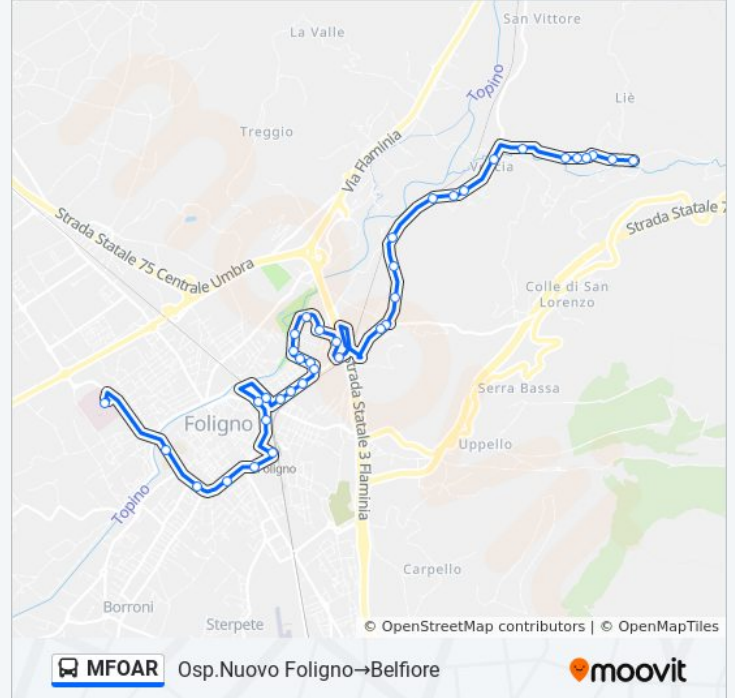 San Vittore
La Valle
Topino
Liè
Treggio
Via Flaminia
Strada Statale 7
Strada Statale 75 Centrale Umbra
Colle di San
Lorenzo
Serra Bassa
Foligno
Strada Statale 3 Flaminia
Uppello
Foligno
Topino
Carpello
Borroni
Sterpete
© OpenStreetMap contributors | © OpenMapTiles
MFOAR Osp.Nuovo Foligno→Belfiore moovit